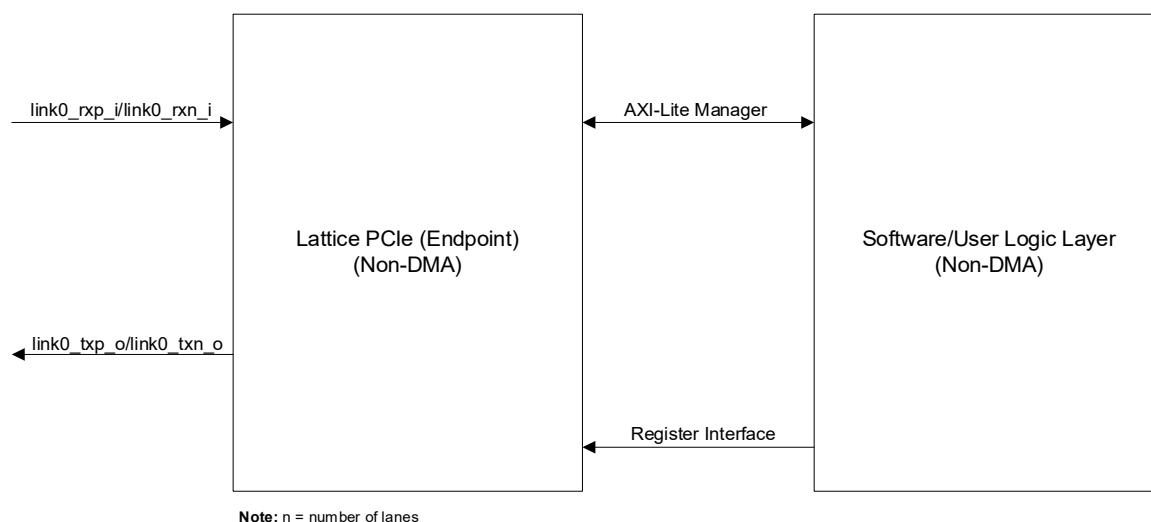 link0_rxp_i/link0_rxn_i
AXI-Lite Manager
Lattice PCIe (Endpoint)
(Non-DMA)
Software/User Logic Layer
(Non-DMA)
link0_txp_o/link0_txn_o
Register Interface
Note: n = number of lanes